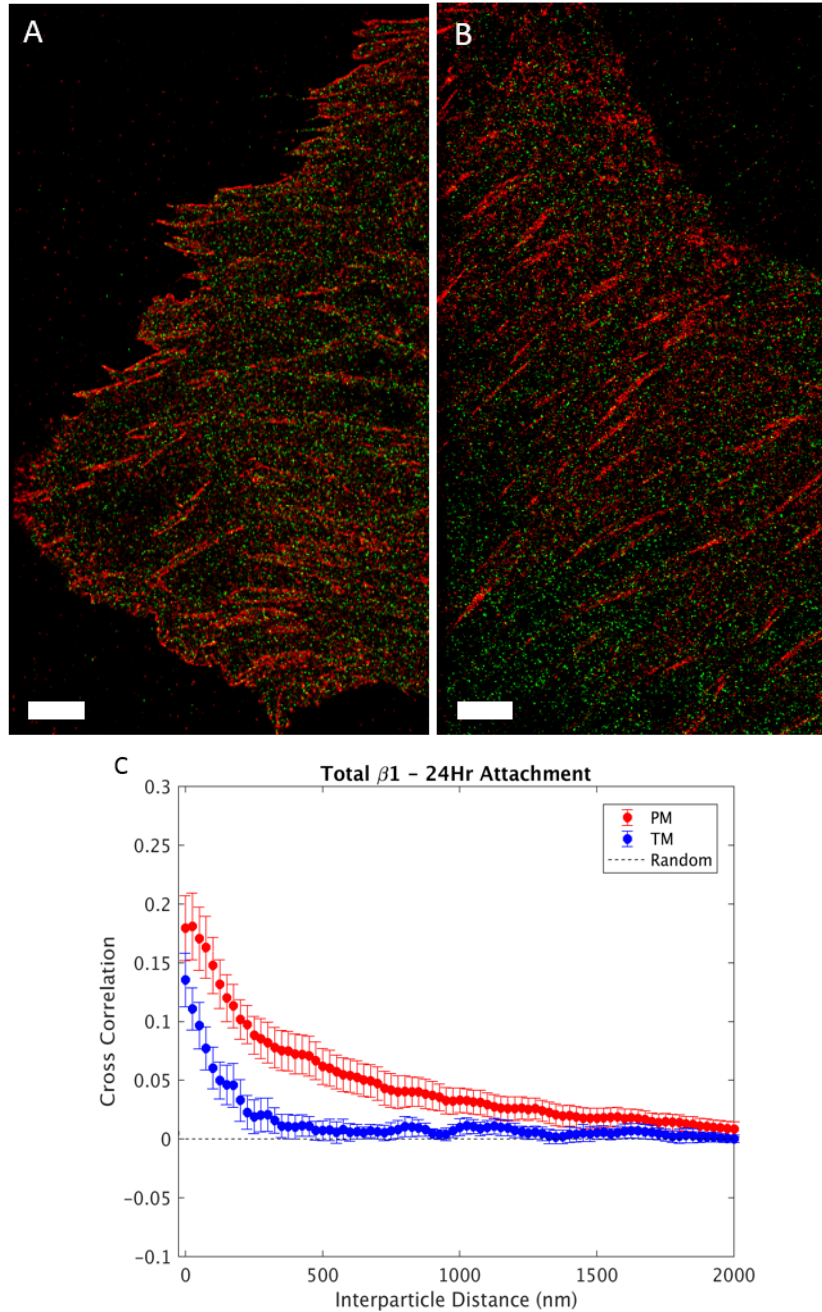 A
B
C
Total β1 – 24Hr Attachment
0.3
0.25
0.2
0.15
0.1
0.05
0
-0.05
-0.1
Cross Correlation
PM
TM
Random
0 500 1000 1500 2000
Interparticle Distance (nm)